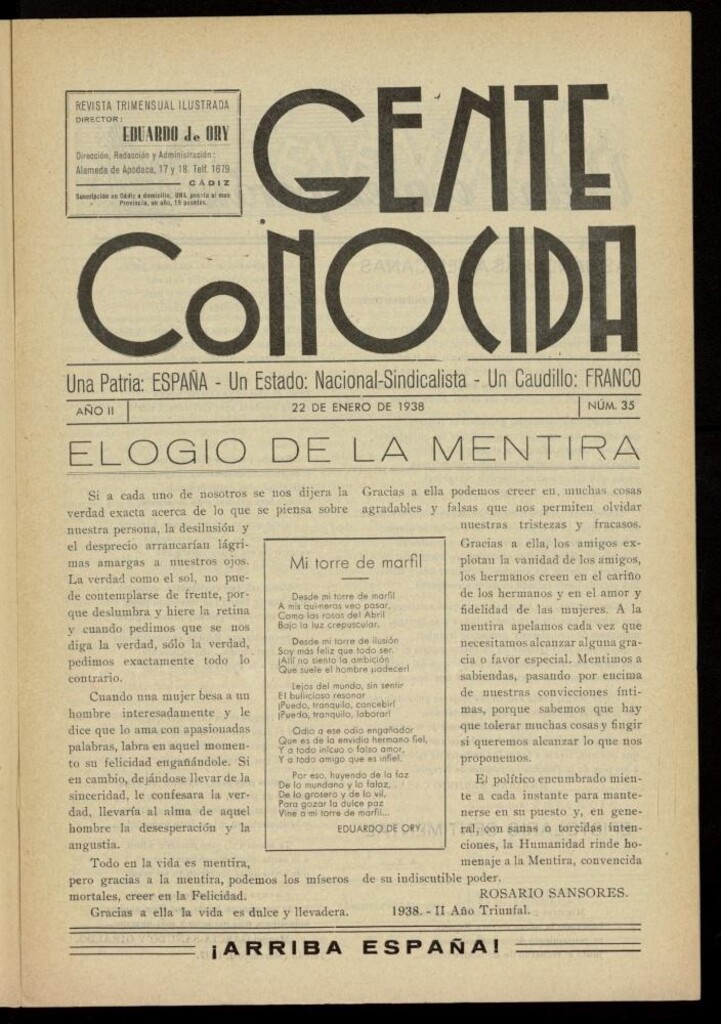 REVISTA TRIMENSUAL ILUSTRADA
DIRECTOR:
EDUARDO de ORY
Dirección, Redacción y Administración:
Alameda de Apodaca, 17 y 18. Telf. 1679
CÁDIZ
Suscripción en Cádiz a domicilio, UNA peseta al mes
Provincia, un año, 15 pesetas.
GENTE
CONOCIDA
Una Patria: ESPAÑA - Un Estado: Nacional-Sindicalista - Un Caudillo: FRANCO
AÑO II
22 DE ENERO DE 1938
NÚM. 35
ELOGIO DE LA MENTIRA
Si a cada uno de nosotros se nos dijera la
verdad exacta acerca de lo que se piensa sobre
nuestra persona, la desilusión y
el desprecio arrancarían lágri-
mas amargas a nuestros ojos.
La verdad como el sol, no pue-
de contemplarse de frente, por-
que deslumbra y hiere la retina
y cuando pedimos que se nos
diga la verdad, sólo la verdad,
pedimos exactamente todo lo
contrario.
Cuando una mujer besa a un
hombre interesadamente y le
dice que lo ama con apasionadas
palabras, labra en aquel momen-
to su felicidad engañándole. Si
en cambio, dejándose llevar de la
sinceridad, le confesara la ver-
dad, llevaría al alma de aquel
hombre la desesperación y la
angustia.
Todo en la vida es mentira,
pero gracias a la mentira, podemos los míseros
mortales, creer en la Felicidad.
Gracias a ella la vida es dulce y llevadera.
Mi torre de marfil
Desde mi torre de marfil
A mis quimeras veo pasar,
Como las rosas del Abril
Bajo la luz crepuscular.
Desde mi torre de ilusión
Soy más feliz que todo ser.
¡Allí no siento la ambición
Que suele el hombre padecer!
Lejos del mundo, sin sentir
El bullicioso resonar
¡Puedo, tranquilo, concebir!
¡Puedo, tranquilo, laborar!
Odio a ese odio engañador
Que es de la envidia hermano fiel,
Y a todo inicuo o falso amor,
Y a todo amigo que es infiel.
Por eso, huyendo de la faz
De lo mundano y lo falaz,
De lo grosero y de lo vil,
Para gozar la dulce paz
Vine a mi torre de marfil...
EDUARDO DE ORY
Gracias a ella podemos creer en muchas cosas
agradables y falsas que nos permiten olvidar
nuestras tristezas y fracasos.
Gracias a ella, los amigos ex-
plotan la vanidad de los amigos,
los hermanos creen en el cariño
de los hermanos y en el amor y
fidelidad de las mujeres. A la
mentira apelamos cada vez que
necesitamos alcanzar alguna gra-
cia o favor especial. Mentimos a
sabiendas, pasando por encima
de nuestras convicciones ínti-
mas, porque sabemos que hay
que tolerar muchas cosas y fingir
si queremos alcanzar lo que nos
proponemos.
El político encumbrado mien-
te a cada instante para mante-
nerse en su puesto y, en gene-
ral, con sanas o torcidas inten-
ciones, la Humanidad rinde ho-
menaje a la Mentira, convencida
de su indiscutible poder.
ROSARIO SANSORES.
1938. - II Año Triunfal.
¡ARRIBA ESPAÑA!